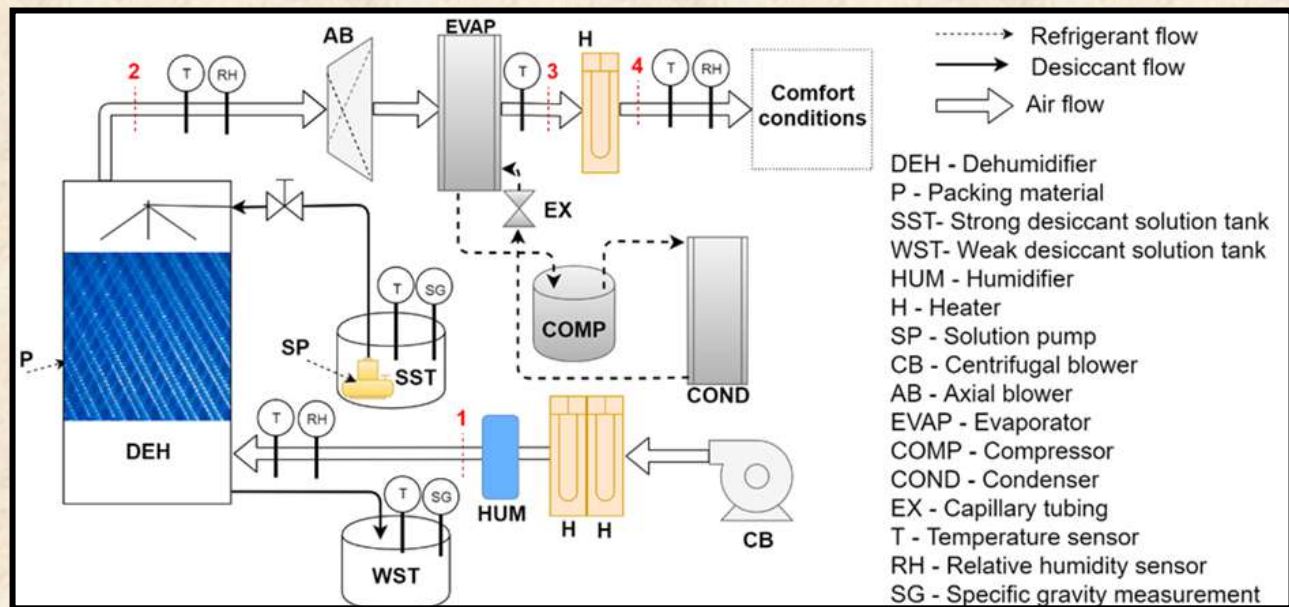 EVAP
AB
H
2
T
RH
T
3
4
T
RH
Comfort
conditions
EX
T
SG
COMP
SP
SST
COND
P
T
RH
1
DEH
T
SG
HUM
H H
CB
WST
Refrigerant flow
Desiccant flow
Air flow
DEH - Dehumidifier
P - Packing material
SST- Strong desiccant solution tank
WST- Weak desiccant solution tank
HUM - Humidifier
H - Heater
SP - Solution pump
CB - Centrifugal blower
AB - Axial blower
EVAP - Evaporator
COMP - Compressor
COND - Condenser
EX - Capillary tubing
T - Temperature sensor
RH - Relative humidity sensor
SG - Specific gravity measurement